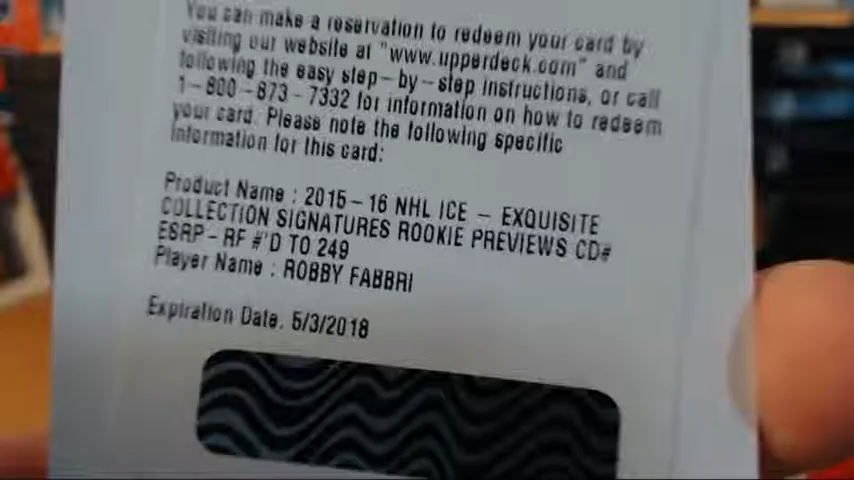 You can make a reservation to redeem your card by
visiting our website at "www.upperdeck.com" and
following the easy step-by-step instructions, or call
1-800-873-7332 for information on how to redeem
your card. Please note the following specific
information for this card:
Product Name : 2015-16 NHL ICE - EXQUISITE
COLLECTION SIGNATURES ROOKIE PREVIEWS CD#
ESRP-RF #'D TO 249
Player Name : ROBBY FABBRI
Expiration Date. 5/3/2018